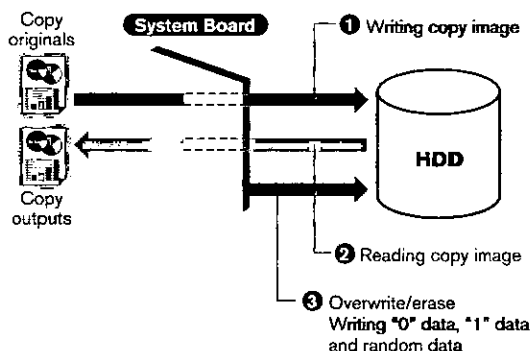 Copy
originals
System Board
❶ Writing copy image
HDD
Copy
outputs
❷ Reading copy image
❸ Overwrite/erase
Writing "0" data, "1" data
and random data